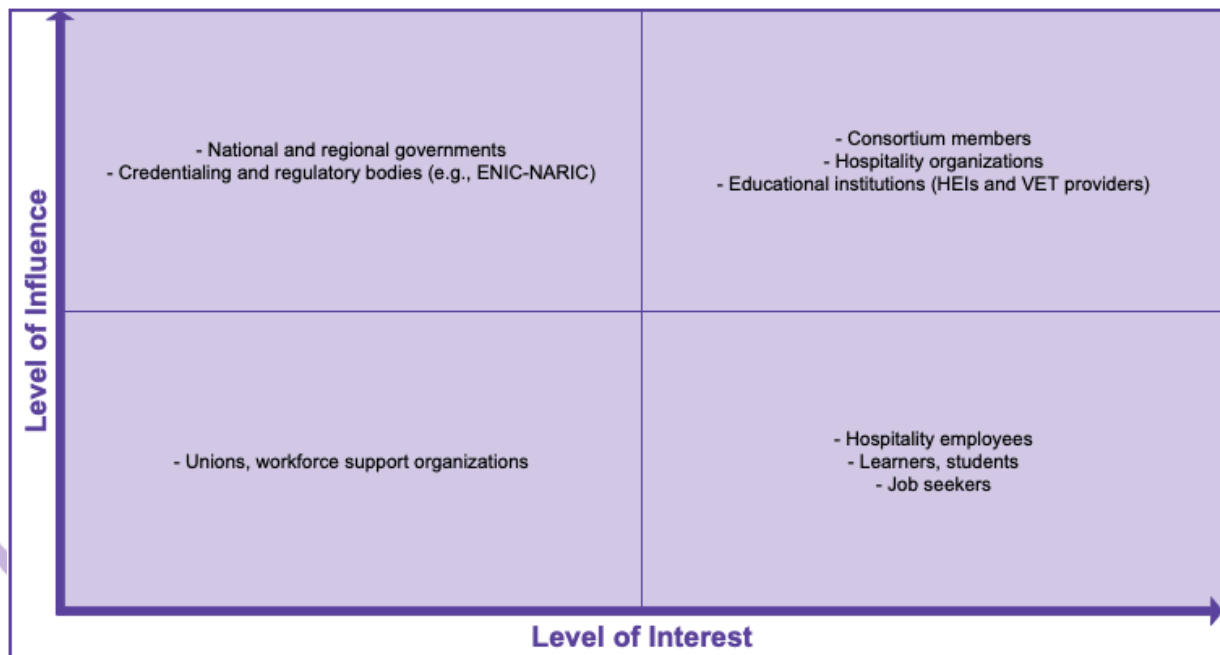 Level of Influence
- National and regional governments
- Credentialing and regulatory bodies (e.g., ENIC-NARIC)
- Consortium members
- Hospitality organizations
- Educational institutions (HEIs and VET providers)
- Unions, workforce support organizations
- Hospitality employees
- Learners, students
- Job seekers
Level of Interest